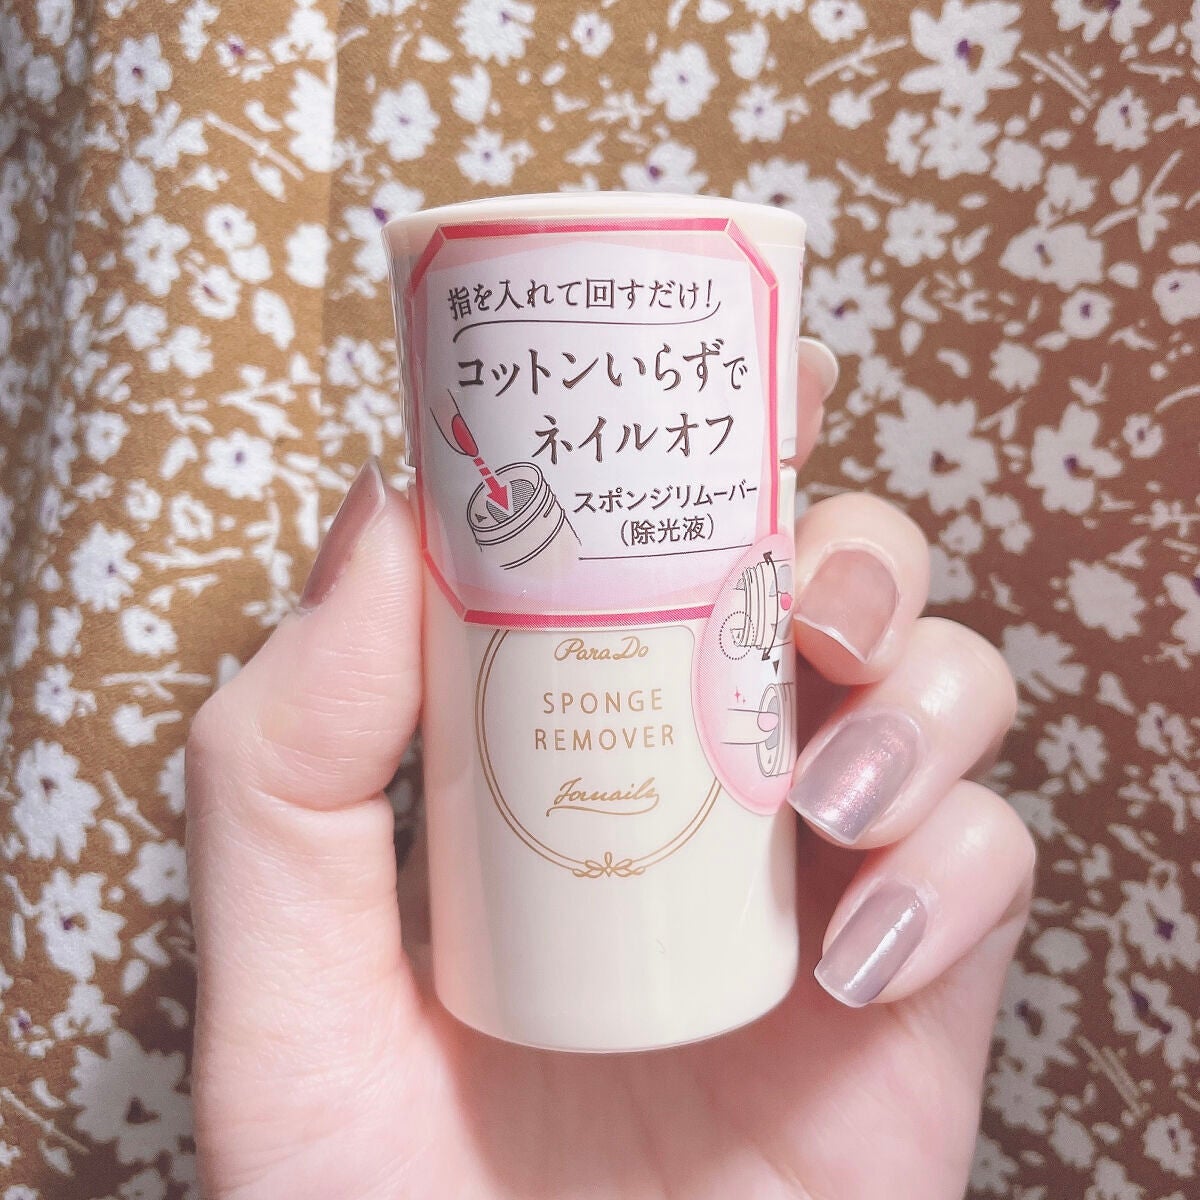 指を入れて回すだけ!
コットンいらずで
ネイルオフ
スポンジリムーバー
(除光液)
ParaDo
SPONGE
REMOVER